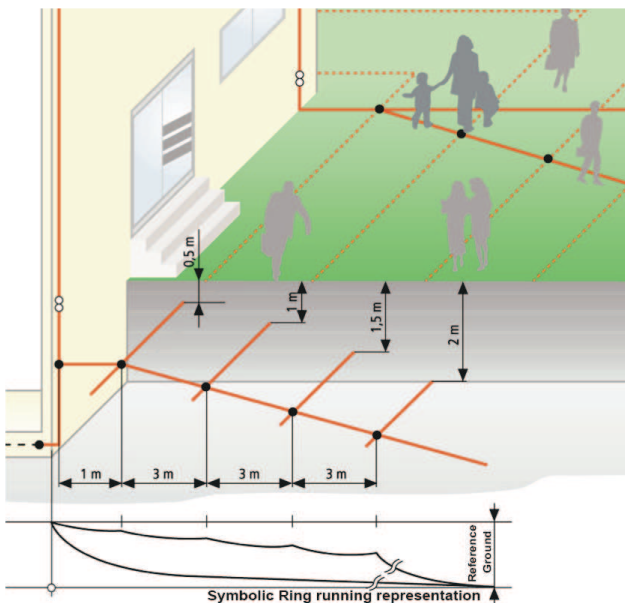 0,5 m
1 m
1,5 m
2 m
1 m
3 m
3 m
3 m
Reference
Ground
Symbolic Ring running representation